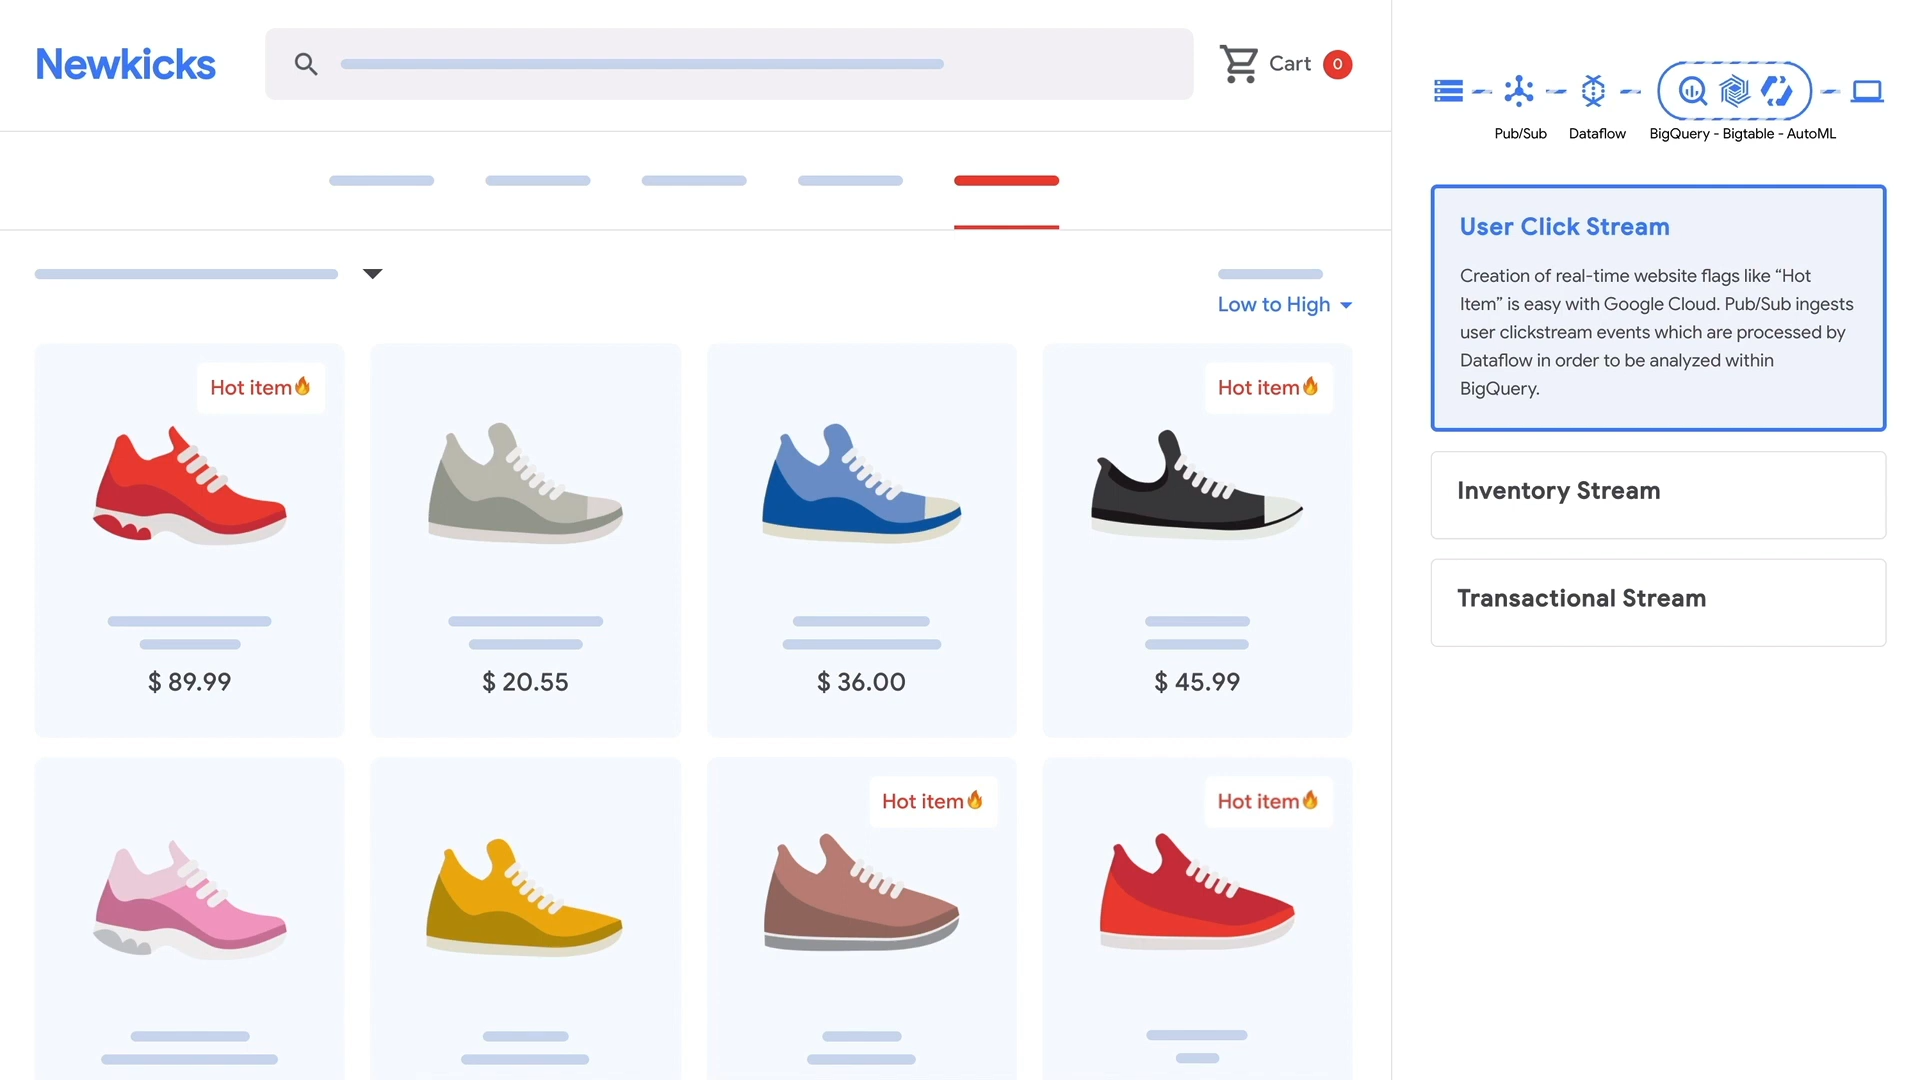 Newkicks
Cart 0
Low to High
Hot item🔥
Hot item🔥
$ 89.99
$ 20.55
$ 36.00
$ 45.99
Hot item🔥
Hot item🔥
Pub/Sub
Dataflow
BigQuery - Bigtable - AutoML
User Click Stream
Creation of real-time website flags like “Hot
Item” is easy with Google Cloud. Pub/Sub ingests
user clickstream events which are processed by
Dataflow in order to be analyzed within
BigQuery.
Inventory Stream
Transactional Stream